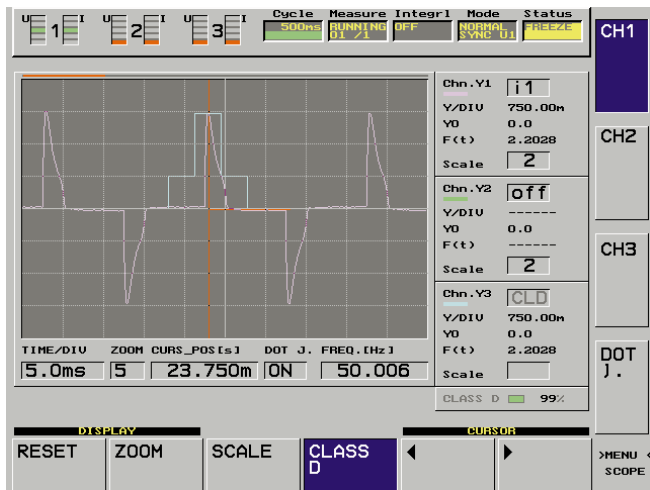 Cycle Measure Integrl Mode Status
U 1 I U 2 I U 3 I 500ms RUNNING OFF NORMAL FREEZE
01 /1 SYNC U1
CH1
Chn.Y1 i1
Y/DIV 750.00m
Y0 0.0
F(t) 2.2028
Scale 2
CH2
Chn.Y2 off
Y/DIV ------
Y0 0.0
F(t) ------
Scale 2
CH3
Chn.Y3 CLD
Y/DIV 750.00m
Y0 0.0
F(t) 2.2028
Scale
CLASS D 99%
DOT
J.
TIME/DIV ZOOM CURS_POS[s] DOT J. FREQ.[Hz]
5.0ms 5 23.750m ON 50.006
DISPLAY CURSOR
RESET ZOOM SCALE CLASS
D
>MENU <
SCOPE